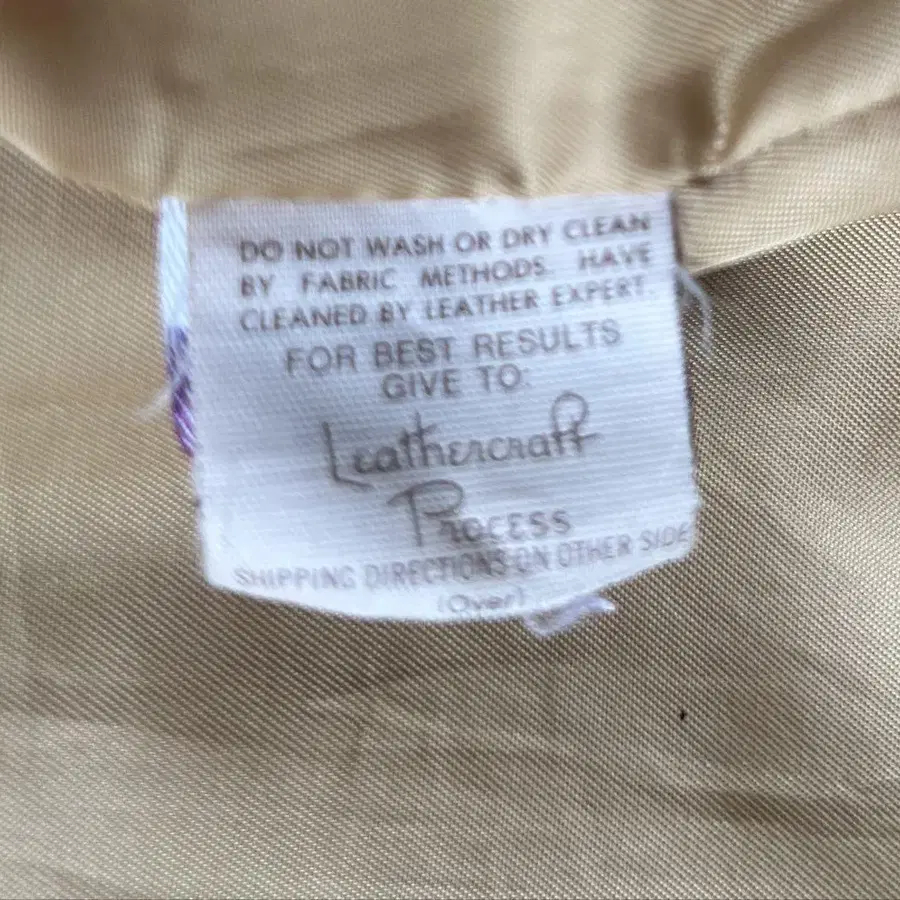 DO NOT WASH OR DRY CLEAN
BY FABRIC METHODS. HAVE
CLEANED BY LEATHER EXPERT.
FOR BEST RESULTS
GIVE TO:
Leathercraft
Process
SHIPPING DIRECTIONS ON OTHER SIDE
(Over)